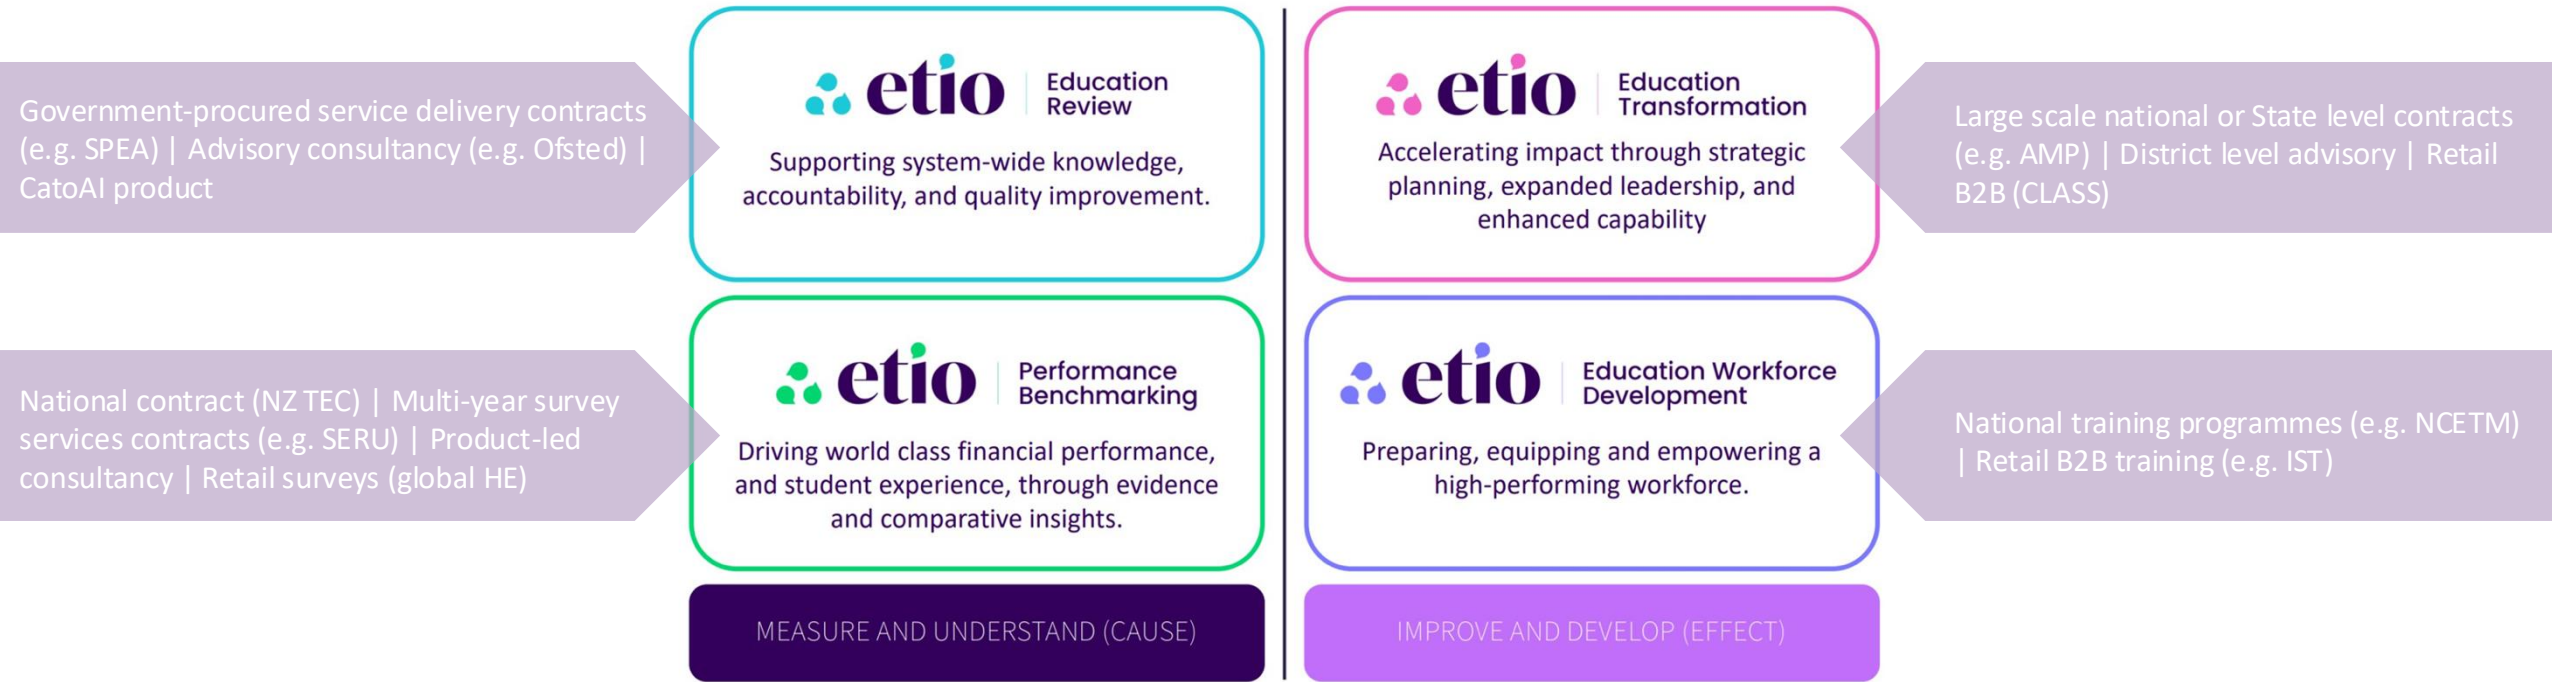 Government-procured service delivery contracts
(e.g. SPEA) | Advisory consultancy (e.g. Ofsted) |
CatoAI product
etio | Education
Review
Supporting system-wide knowledge,
accountability, and quality improvement.
etio | Education
Transformation
Accelerating impact through strategic
planning, expanded leadership, and
enhanced capability
Large scale national or State level contracts
(e.g. AMP) | District level advisory | Retail
B2B (CLASS)
National contract (NZ TEC) | Multi-year survey
services contracts (e.g. SERU) | Product-led
consultancy | Retail surveys (global HE)
etio | Performance
Benchmarking
Driving world class financial performance,
and student experience, through evidence
and comparative insights.
etio | Education Workforce
Development
Preparing, equipping and empowering a
high-performing workforce.
National training programmes (e.g. NCETM)
| Retail B2B training (e.g. IST)
MEASURE AND UNDERSTAND (CAUSE)
IMPROVE AND DEVELOP (EFFECT)